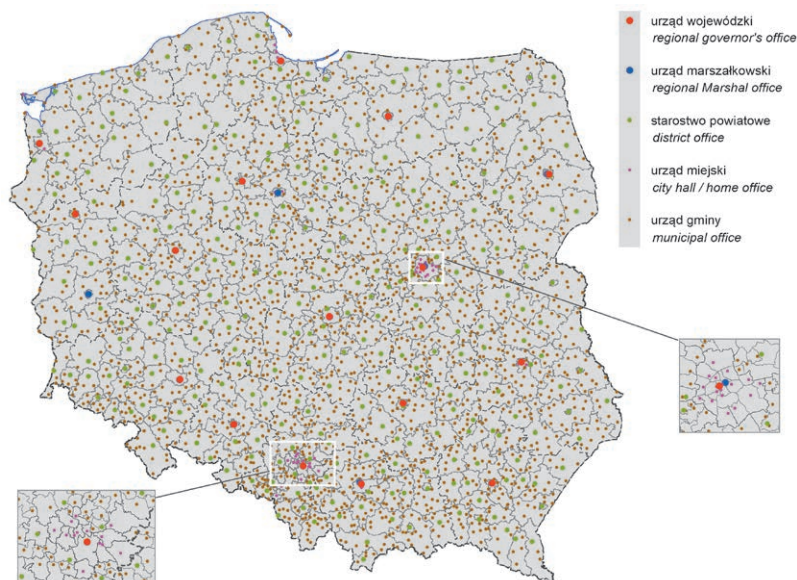 urząd wojewódzki
regional governor's office
urząd marszałkowski
regional Marshal office
starostwo powiatowe
district office
urząd miejski
city hall / home office
urząd gminy
municipal office